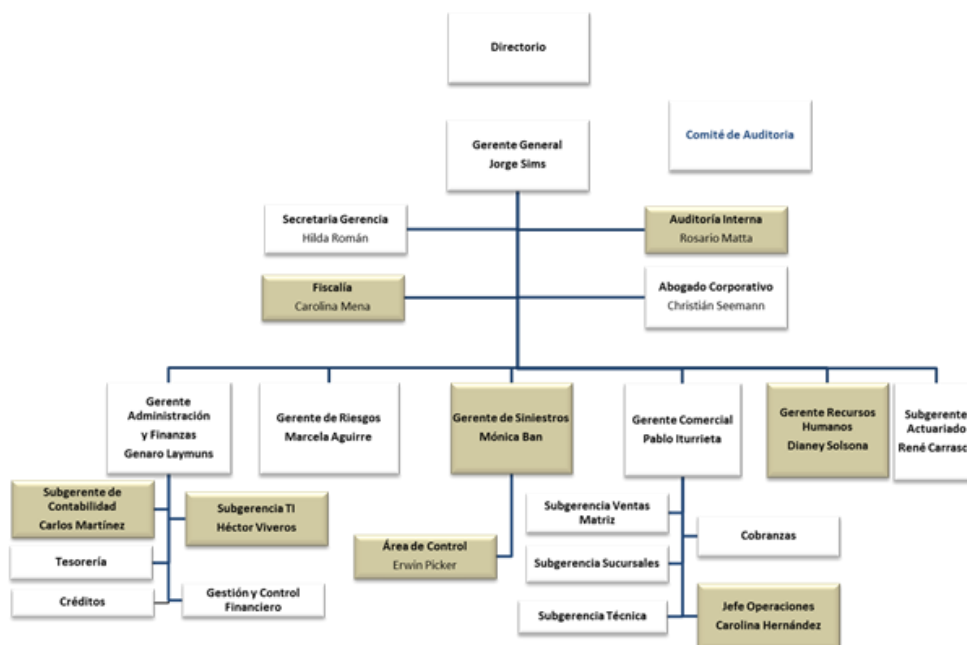 Directorio
Comité de Auditoria
Gerente General
Jorge Sims
Secretaria Gerencia
Hilda Román
Auditoría Interna
Rosario Matta
Fiscalía
Carolina Mena
Abogado Corporativo
Christián Seemann
Gerente
Administración
y Finanzas
Genaro Laymuns
Gerente de Riesgos
Marcela Aguirre
Gerente de Siniestros
Mónica Ban
Gerente Comercial
Pablo Iturrieta
Gerente Recursos
Humanos
Dianey Solsona
Subgerente
Actuariado
René Carrasc
Subgerente de
Contabilidad
Carlos Martínez
Subgerencia TI
Héctor Viveros
Tesorería
Créditos
Gestión y Control
Financiero
Área de Control
Erwin Picker
Subgerencia Ventas
Matriz
Cobranzas
Subgerencia Sucursales
Subgerencia Técnica
Jefe Operaciones
Carolina Hernández